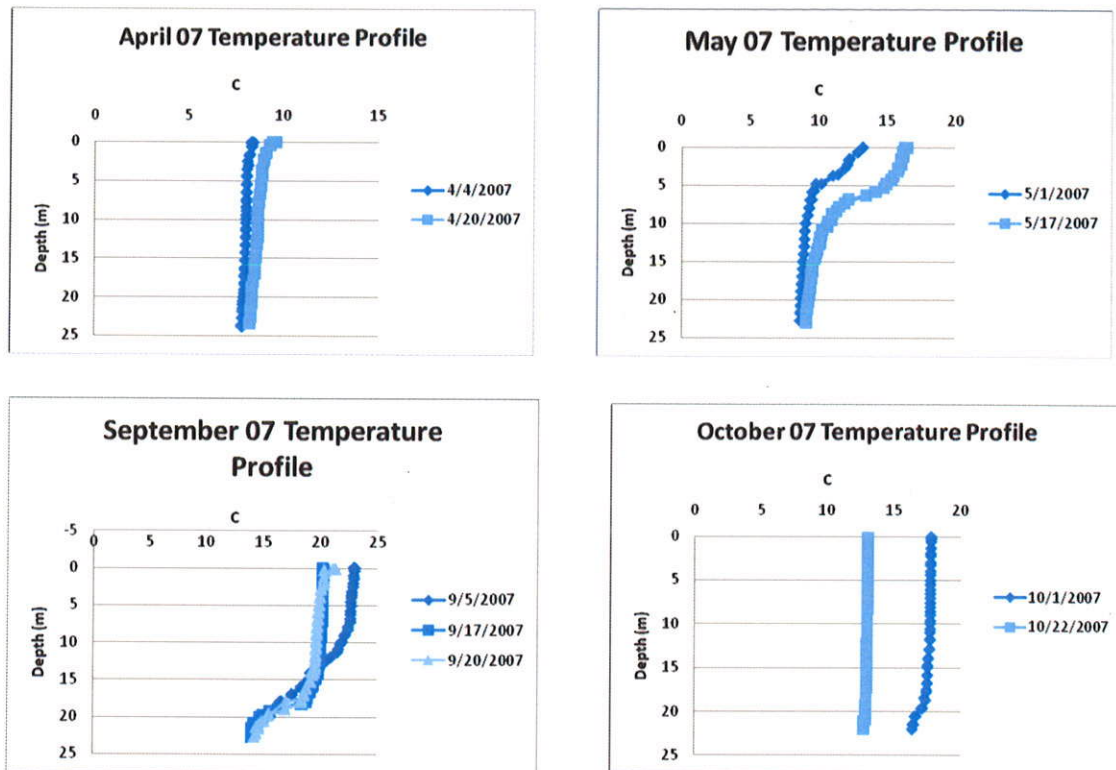 April 07 Temperature Profile
C
0 5 10 15
0
5
10
15
20
25
Depth (m)
4/4/2007
4/20/2007
May 07 Temperature Profile
C
0 5 10 15 20
0
5
10
15
20
25
Depth (m)
5/1/2007
5/17/2007
September 07 Temperature
Profile
C
-5
0 5 10 15 20 25
0
5
10
15
20
25
Depth (m)
9/5/2007
9/17/2007
9/20/2007
October 07 Temperature Profile
C
0 5 10 15 20
0
5
10
15
20
25
Depth (m)
10/1/2007
10/22/2007